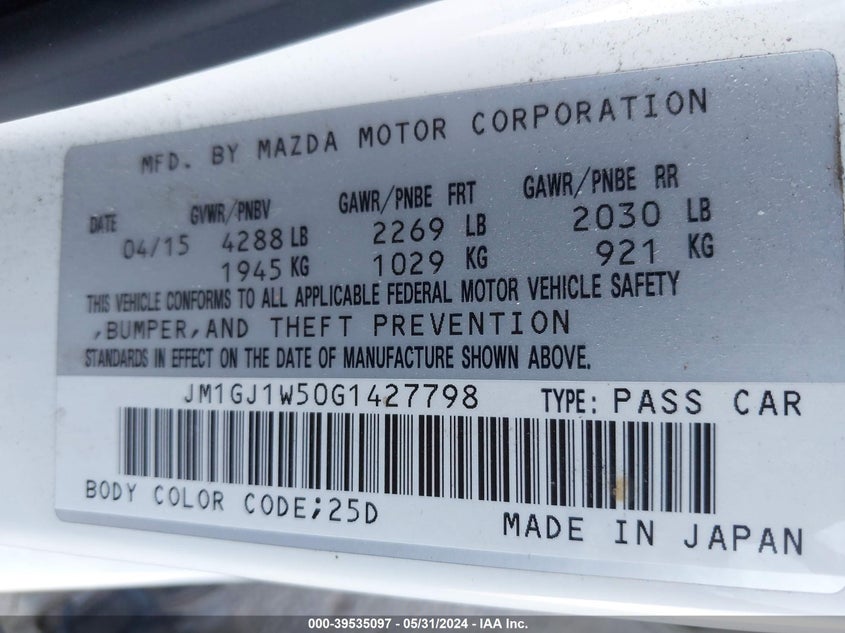 MFD. BY MAZDA MOTOR CORPORATION
DATE GVWR/PNBV GAWR/PNBE FRT GAWR/PNBE RR
04/15 4288 LB 2269 LB 2030 LB
1945 KG 1029 KG 921 KG
THIS VEHICLE CONFORMS TO ALL APPLICABLE FEDERAL MOTOR VEHICLE SAFETY
,BUMPER,AND THEFT PREVENTION
STANDARDS IN EFFECT ON THE DATE OF MANUFACTURE SHOWN ABOVE.
JM1GJ1W50G1427798 TYPE: PASS CAR
BODY COLOR CODE;25D MADE IN JAPAN
000-39535097 — 05/31/2024 — IAA Inc.